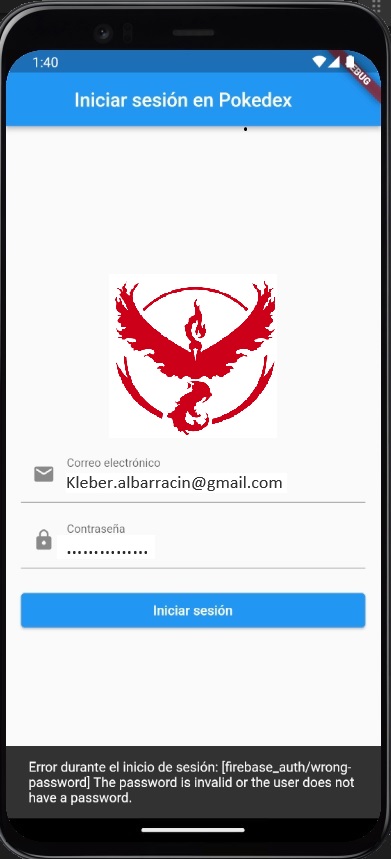 1:40
DEBUG
Iniciar sesión en Pokedex
Correo electrónico
Kleber.albarracin@gmail.com
Contraseña
...............
Iniciar sesión
Error durante el inicio de sesión: [firebase_auth/wrong-
password] The password is invalid or the user does not
have a password.